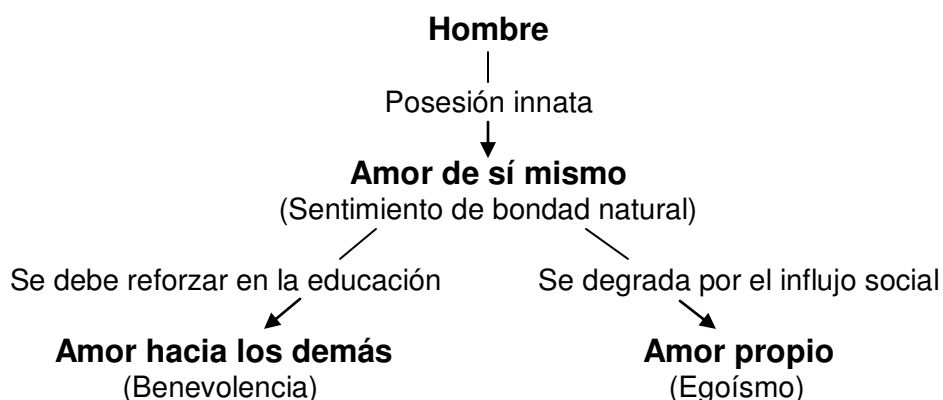 Hombre
Posesión innata
Amor de sí mismo
(Sentimiento de bondad natural)
Se debe reforzar en la educación
Se degrada por el influjo social
Amor hacia los demás
Amor propio
(Benevolencia)
(Egoísmo)